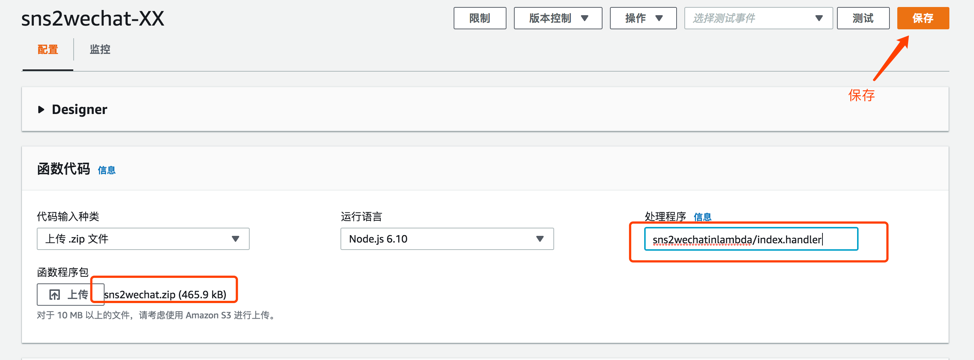 sns2wechat-XX
限制 版本控制 操作 选择测试事件 测试 保存
配置 监控
保存
Designer
函数代码 信息
代码输入种类 运行语言 处理程序 信息
上传 .zip 文件 Node.js 6.10 sns2wechatinlambda/index.handler
函数程序包
上传 sns2wechat.zip (465.9 kB)
对于 10 MB 以上的文件，请考虑使用 Amazon S3 进行上传。